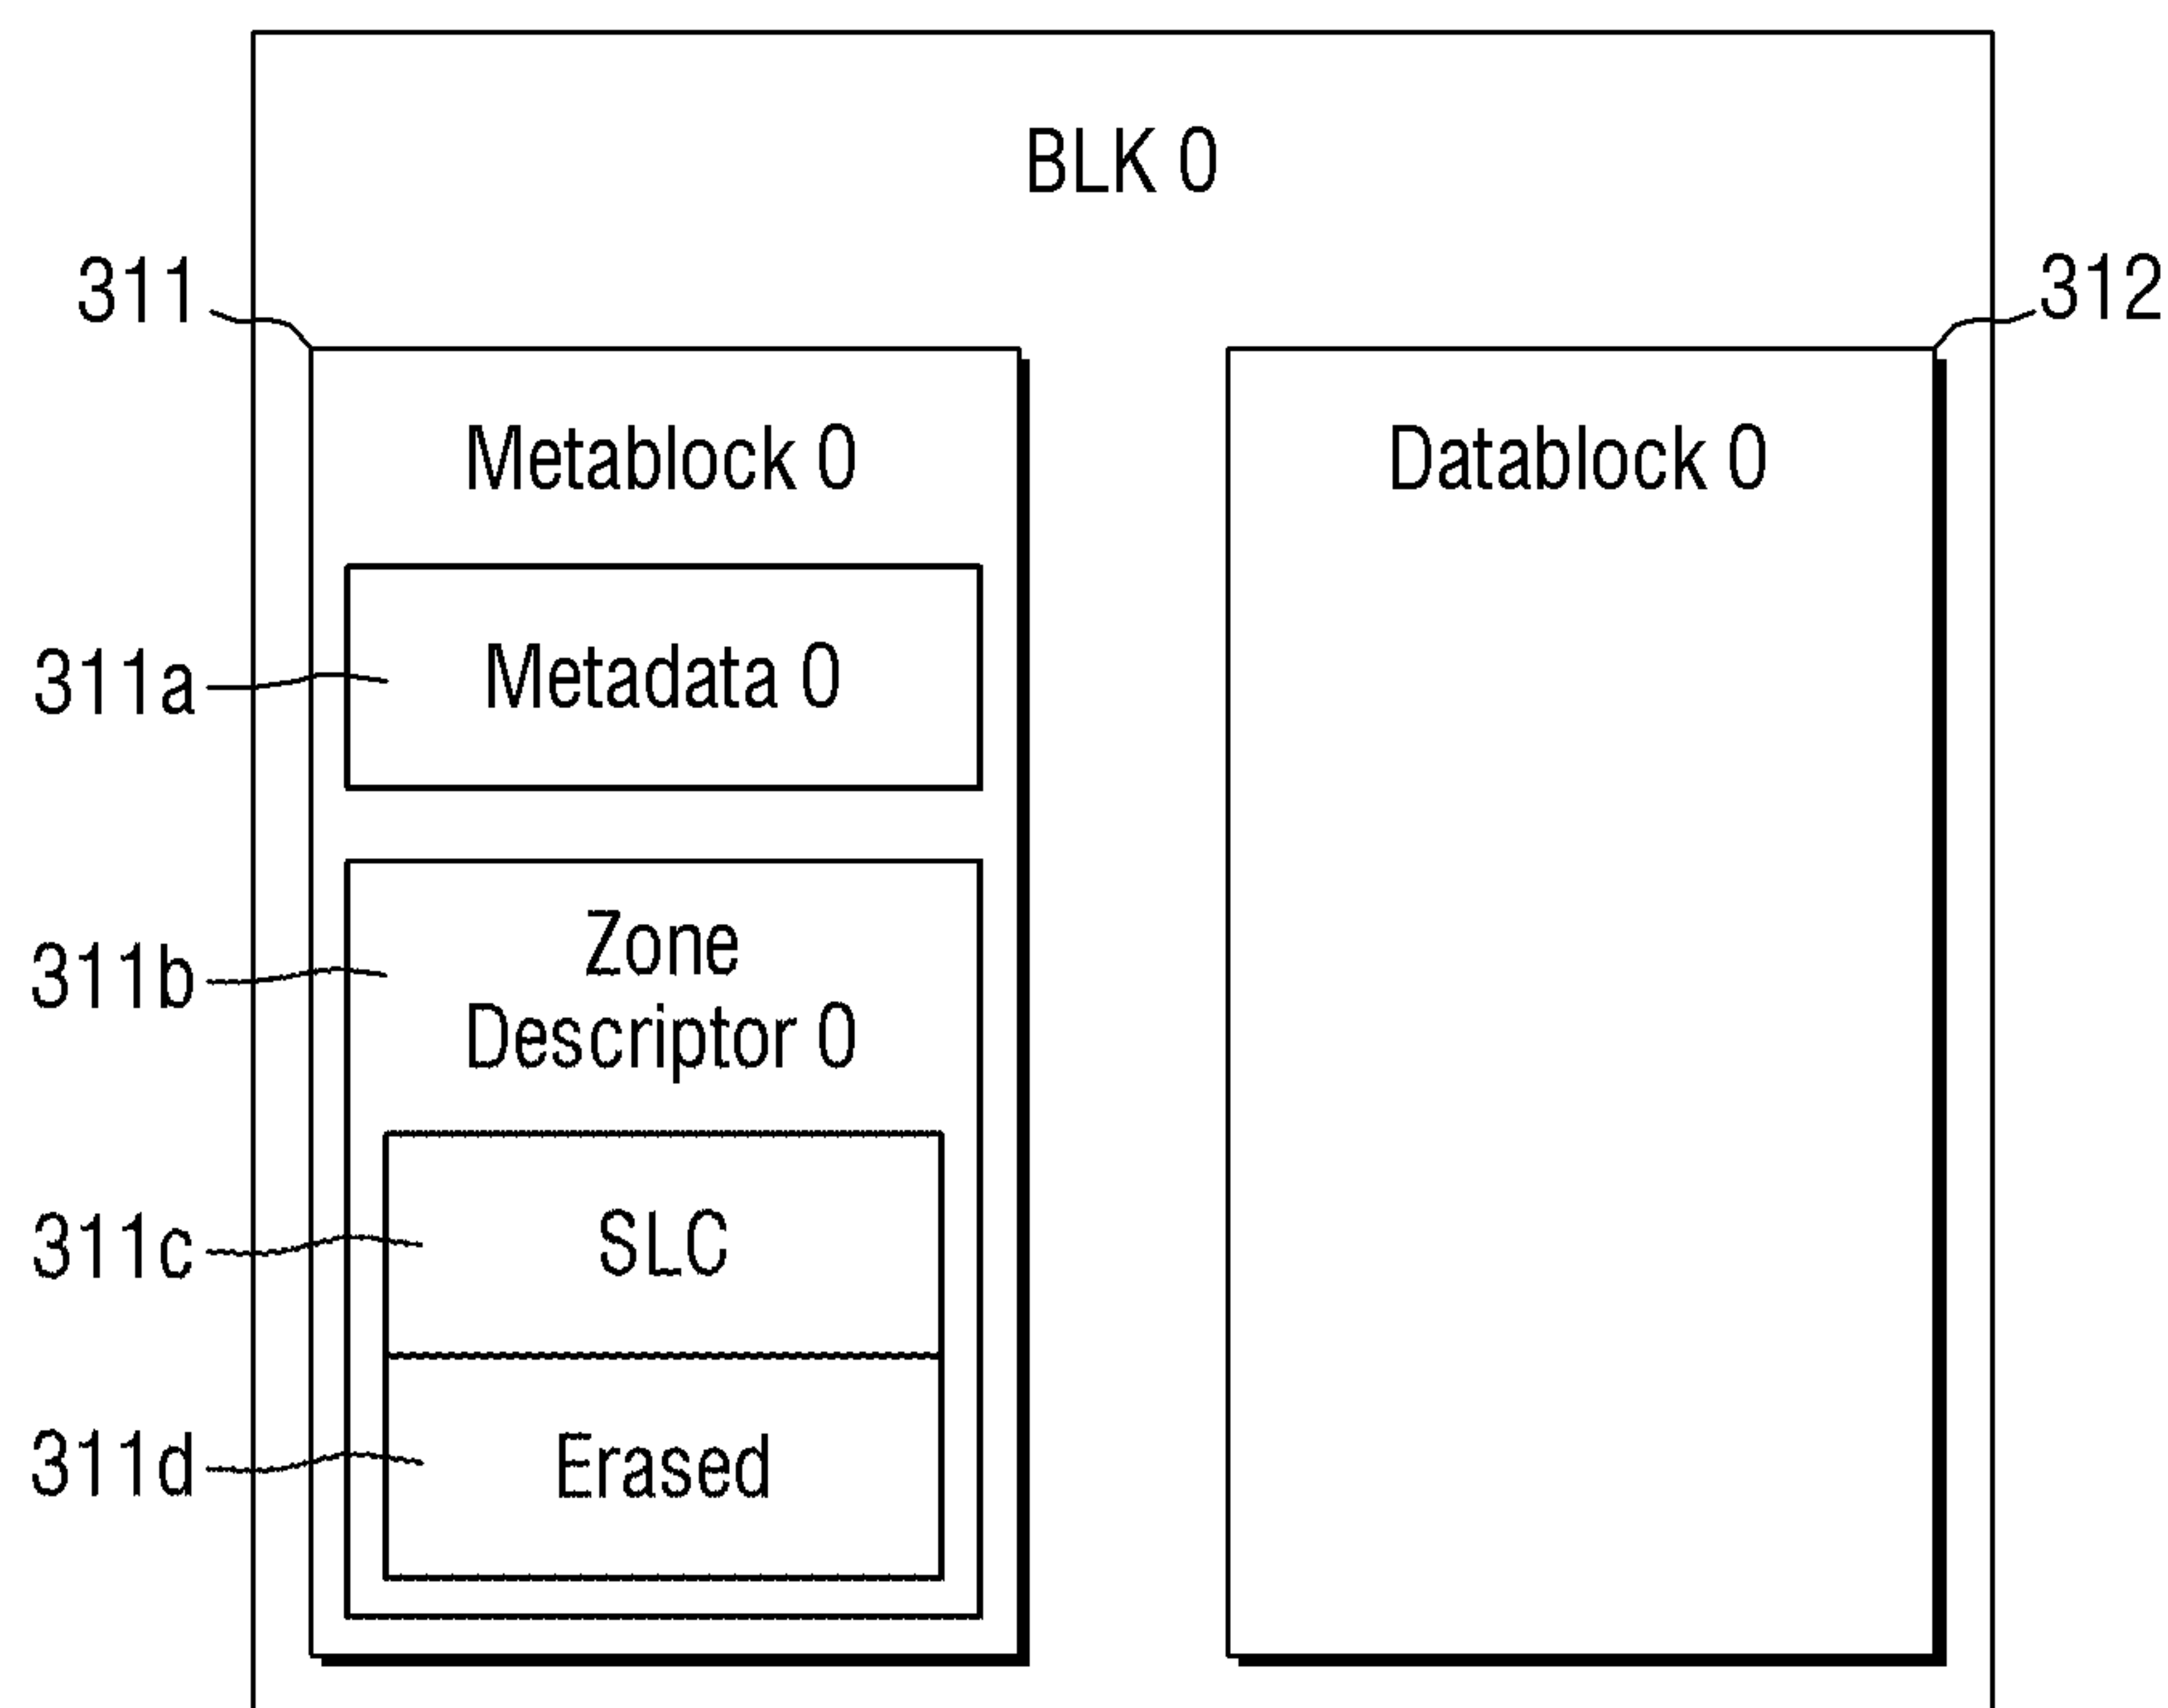 BLK 0
311
312
Metablock 0
Datablock 0
311a
Metadata 0
311b
Zone
Descriptor 0
311c
SLC
311d
Erased